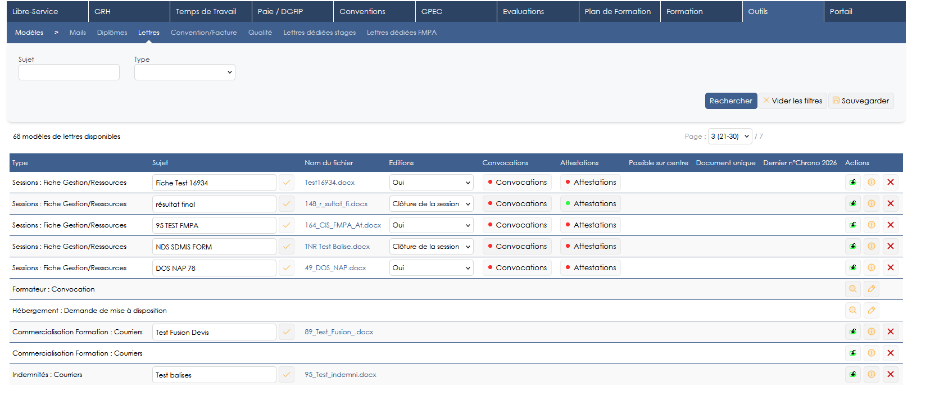 Libre-Service GRH Temps de Travail Paie / DGFIP Conventions GPEC Evaluations Plan de Formation Formation Outils Portail
Modèles > Mails Diplômes Lettres Convention/Facture Qualité Lettres dédiées stages Lettres dédiées FMPA
Sujet Type
Rechercher Vider les filtres Sauvegarder
68 modèles de lettres disponibles Page : 3 (21-30) / 7
Type Sujet Nom du fichier Editions Convocations Attestations Possible sur centre Document unique Dernier n°Chrono 2026 Actions
Sessions : Fiche Gestion/Ressources Fiche Test 16934 Test16934.docx Oui Convocations Attestations
Sessions : Fiche Gestion/Ressources résultat final 148_r_sultat_fi.docx Clôture de la session Convocations Attestations
Sessions : Fiche Gestion/Ressources 95 TEST FMPA 164_CIS_FMPA_At.docx Oui Convocations Attestations
Sessions : Fiche Gestion/Ressources NDS SDMIS FORM TNR Test Balise.docx Clôture de la session Convocations Attestations
Sessions : Fiche Gestion/Ressources DOS NAP 78 49_DOS_NAP.docx Oui Convocations Attestations
Formateur : Convocation
Hébergement : Demande de mise à disposition
Commercialisation Formation : Courriers Test Fusion Devis 89_Test_Fusion_.docx
Commercialisation Formation : Courriers
Indemnités : Courriers Test balises 95_Test_indemni.docx